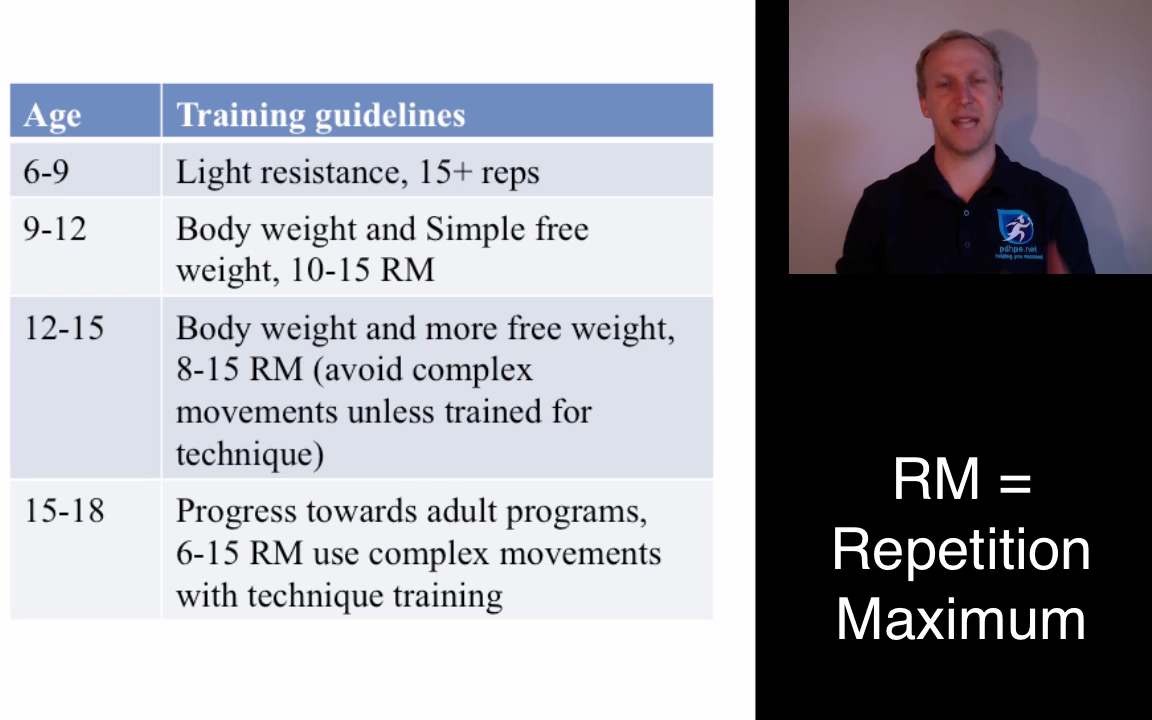 Age
Training guidelines
6-9
Light resistance, 15+ reps
9-12
Body weight and Simple free
weight, 10-15 RM
12-15
Body weight and more free weight,
8-15 RM (avoid complex
movements unless trained for
technique)
15-18
Progress towards adult programs,
6-15 RM use complex movements
with technique training
pdhpe.net
RM =
Repetition
Maximum